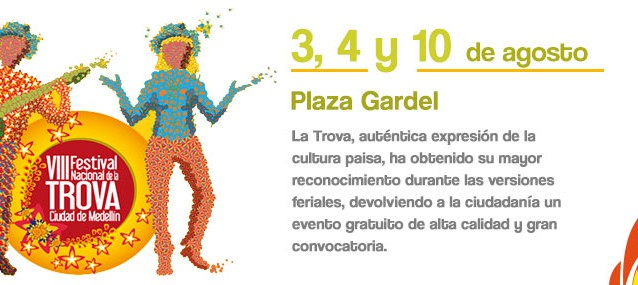 3, 4 y 10 de agosto
Plaza Gardel
La Trova, auténtica expresión de la
cultura paisa, ha obtenido su mayor
reconocimiento durante las versiones
feriales, devolviendo a la ciudadanía un
evento gratuito de alta calidad y gran
convocatoria.
VIII Festival
Nacional de la
TROVA
Ciudad de Medellín